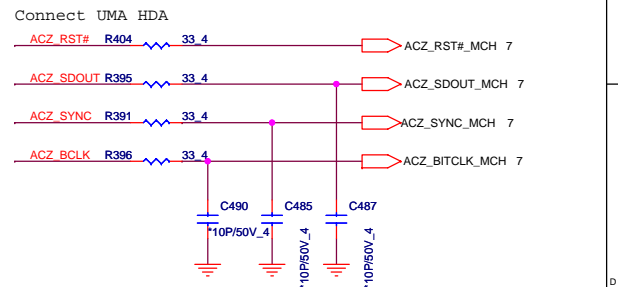 Connect UMA HDA
ACZ_RST# R404 33_4 ACZ_RST#_MCH 7
ACZ_SDOUT R395 33_4 ACZ_SDOUT_MCH 7
ACZ_SYNC R391 33_4 ACZ_SYNC_MCH 7
ACZ_BCLK R396 33_4 ACZ_BITCLK_MCH 7
C490 C485 C487
*10P/50V_4 *10P/50V_4 *10P/50V_4
D